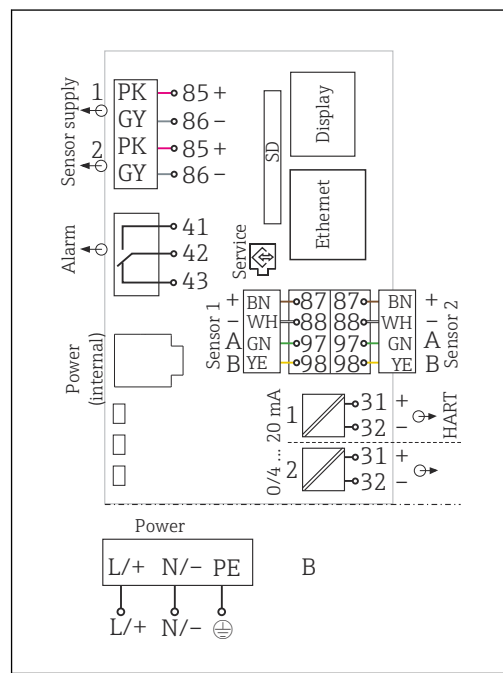 Sensor supply
1 PK 85+
GY 86-
2 PK 85+
GY 86-
Display
SD
Ethernet
Alarm
41
42
43
Service
Sensor 1
+ BN 87 87 BN +
- WH 88 88 WH -
A GN 97 97 GN A
B YE 98 98 YE B
Sensor 2
Power
(internal)
0/4 ... 20 mA
1 31 +
32 -
HART
2 31 +
32 -
Power
L/+ N/- PE
B
L/+ N/-